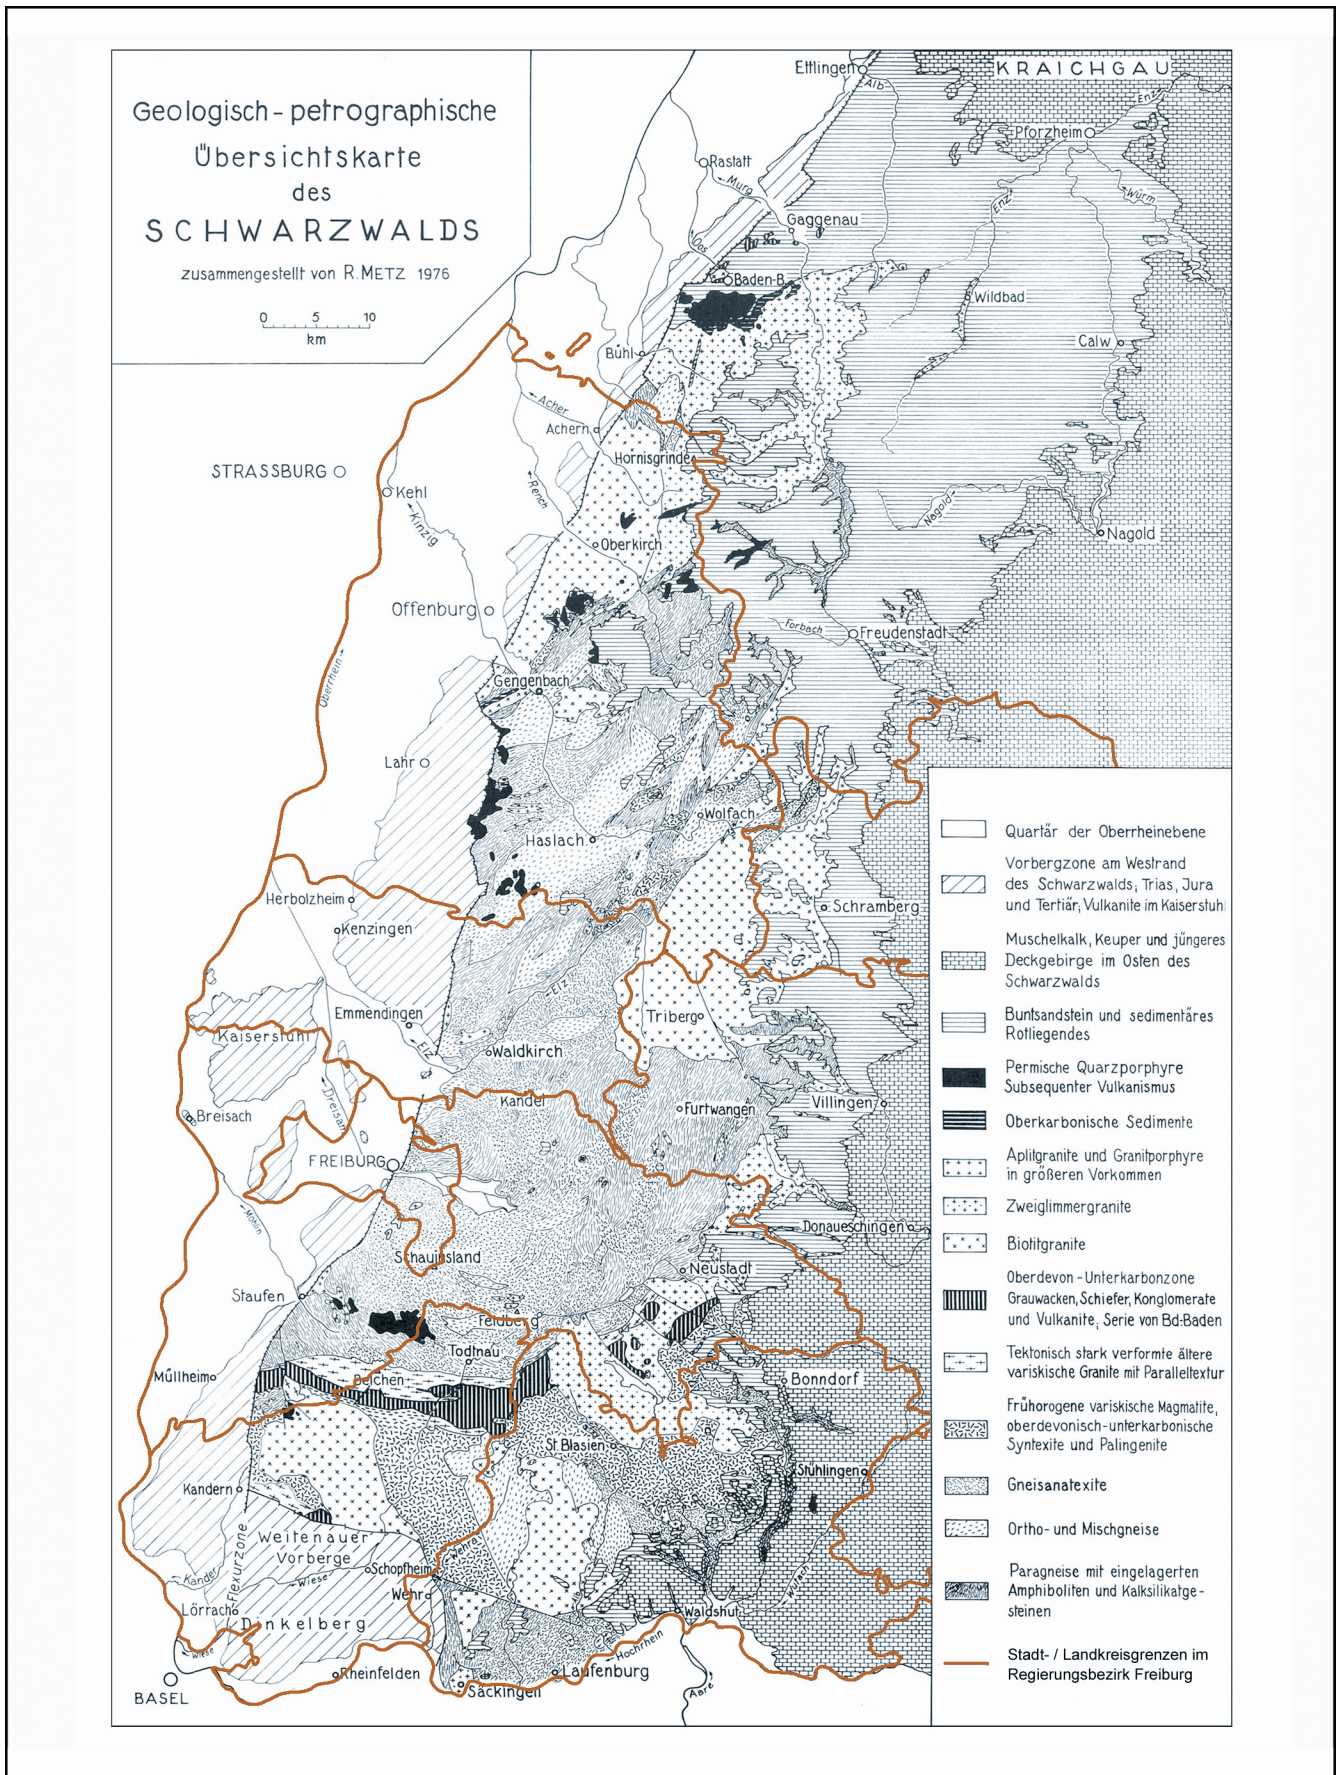 Geologisch - petrographische
Übersichtskarte
des
SCHWARZWALDS
zusammengestellt von R. METZ 1976
0 5 10
km
Ettlingen
Alb
KRAICHGAU
Enz
Pforzheim
Rastatt
Murg
Würm
Enz
Gaggenau
Oos
Baden-B.
Wildbad
Bühl
Calw
Acher
Achern
Hornisgrinde
STRASSBURG
Kehl
Rench
Kinzig
Nagold
Nagold
Oberkirch
Offenburg
Forbach
Freudenstadt
Oberrhein
Gengenbach
Lahr
Wolfach
Haslach
Herbolzheim
Schramberg
Kenzingen
Elz
Emmendingen
Triberg
Kaiserstuhl
Elz
Waldkirch
Dreisam
Breisach
Kandel
Furtwangen
Villingen
FREIBURG
Möhlin
Donaueschingen
Schauinsland
Neustadt
Staufen
Feldberg
Todtnau
Müllheim
Belchen
Bonndorf
St. Blasien
Stühlingen
Kandern
Flexurzone
Weitenauer
Vorberge
Wehra
Schopfheim
Kander
Wiese
Wehr
Alb
Wutach
Lörrach
Dinkelberg
Waldshut
Wiese
Hochrhein
Rheinfelden
Laufenburg
BASEL
Säckingen
Aare
Quartär der Oberrheinebene
Vorbergzone am Westrand
des Schwarzwalds; Trias, Jura
und Tertiär; Vulkanite im Kaiserstuhl
Muschelkalk, Keuper und jüngeres
Deckgebirge im Osten des
Schwarzwalds
Buntsandstein und sedimentäres
Rotliegendes
Permische Quarzporphyre
Subsequenter Vulkanismus
Oberkarbonische Sedimente
Aplitgranite und Granitporphyre
in größeren Vorkommen
Zweiglimmergranite
Biotitgranite
Oberdevon - Unterkarbonzone
Grauwacken, Schiefer, Konglomerate
und Vulkanite; Serie von Bd-Baden
Tektonisch stark verformte ältere
variskische Granite mit Paralleltextur
Frühorogene variskische Magmatite,
oberdevonisch-unterkarbonische
Syntexite und Palingenite
Gneisanatexite
Ortho- und Mischgneise
Paragneise mit eingelagerten
Amphiboliten und Kalksilikatge-
steinen
Stadt- / Landkreisgrenzen im
Regierungsbezirk Freiburg